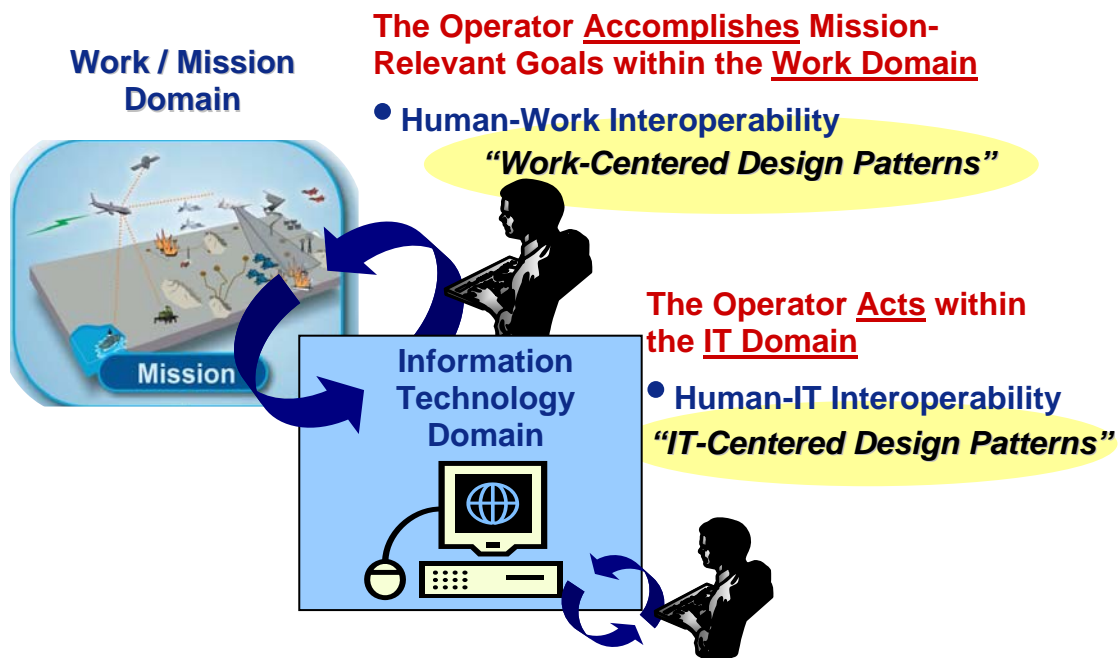 The Operator Accomplishes Mission-
Relevant Goals within the Work Domain
Work / Mission
Domain
• Human-Work Interoperability
“Work-Centered Design Patterns”
Mission
The Operator Acts within
the IT Domain
Information
Technology
Domain
• Human-IT Interoperability
“IT-Centered Design Patterns”